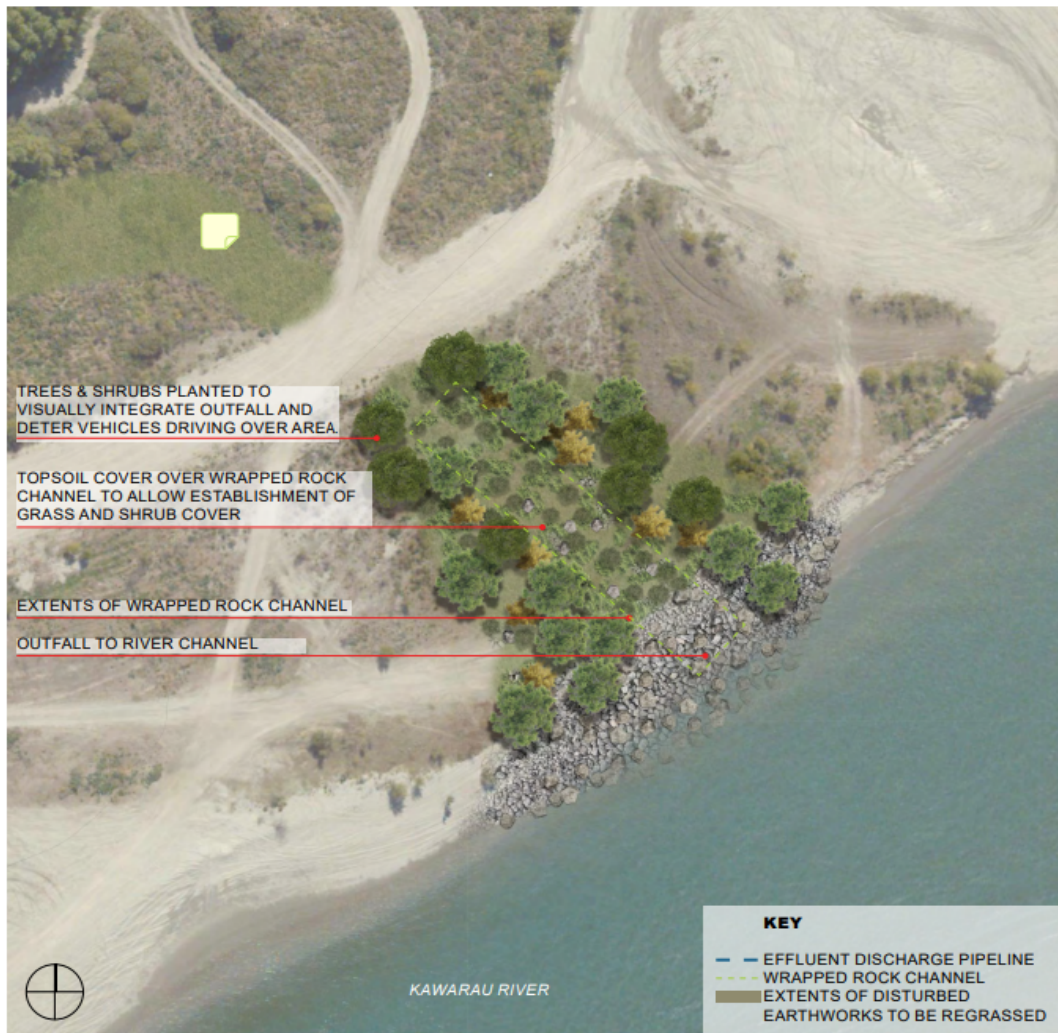 TREES & SHRUBS PLANTED TO
VISUALLY INTEGRATE OUTFALL AND
DETER VEHICLES DRIVING OVER AREA.
TOPSOIL COVER OVER WRAPPED ROCK
CHANNEL TO ALLOW ESTABLISHMENT OF
GRASS AND SHRUB COVER
EXTENTS OF WRAPPED ROCK CHANNEL
OUTFALL TO RIVER CHANNEL
KAWARAU RIVER
KEY
EFFLUENT DISCHARGE PIPELINE
WRAPPED ROCK CHANNEL
EXTENTS OF DISTURBED
EARTHWORKS TO BE REGRASSED